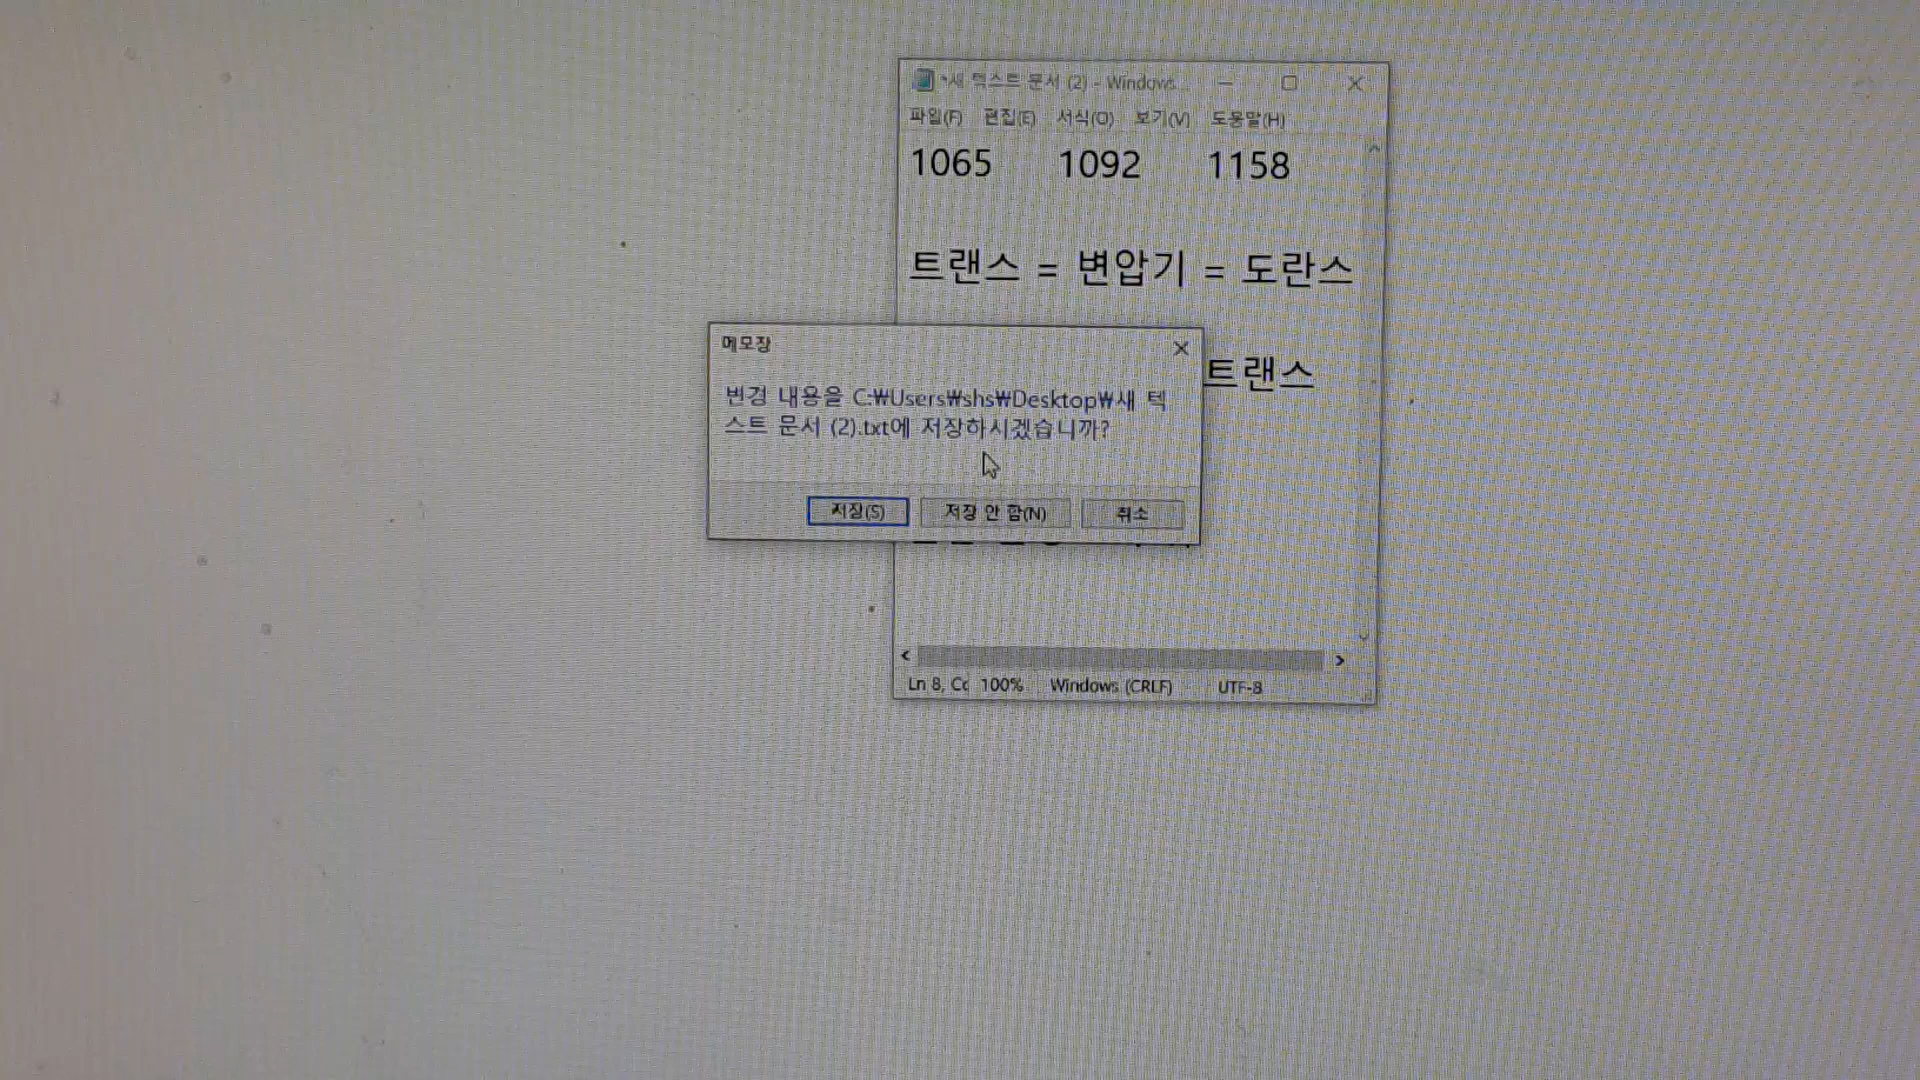 *새 텍스트 문서 (2) - Windows...
파일(F) 편집(E) 서식(O) 보기(V) 도움말(H)
1065 1092 1158
트랜스 = 변압기 = 도란스
트랜스
메모장
변경 내용을 C:₩Users₩shs₩Desktop₩새 텍
스트 문서 (2).txt에 저장하시겠습니까?
저장(S) 저장 안 함(N) 취소
Ln 8, Cc 100% Windows (CRLF) UTF-8